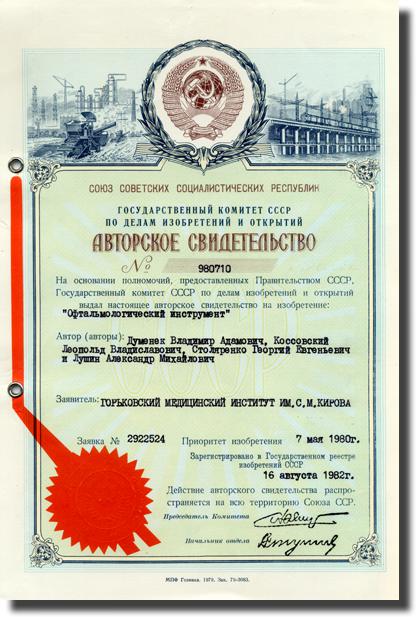 СОЮЗ СОВЕТСКИХ СОЦИАЛИСТИЧЕСКИХ РЕСПУБЛИК
ГОСУДАРСТВЕННЫЙ КОМИТЕТ СССР
ПО ДЕЛАМ ИЗОБРЕТЕНИЙ И ОТКРЫТИЙ
АВТОРСКОЕ СВИДЕТЕЛЬСТВО
№ 980710
На основании полномочий, предоставленных Правительством СССР,
Государственный комитет СССР по делам изобретений и открытий
выдал настоящее авторское свидетельство на изобретение:
"Офтальмологический инструмент"
Автор (авторы): Думенек Владимир Адамович, Коссовский
Леопольд Владиславович, Столяренко Георгий Евгеньевич
и Лушин Александр Михайлович
Заявитель: ГОРЬКОВСКИЙ МЕДИЦИНСКИЙ ИНСТИТУТ ИМ.С.М.КИРОВА
Заявка № 2922524 Приоритет изобретения 7 мая 1980г.
Зарегистрировано в Государственном реестре
изобретений СССР
16 августа 1982г.
Действие авторского свидетельства распро-
страняется на всю территорию Союза ССР.
Председатель Комитета
Начальник отдела
МПФ Гознака. 1979. Зак. 79-3083.